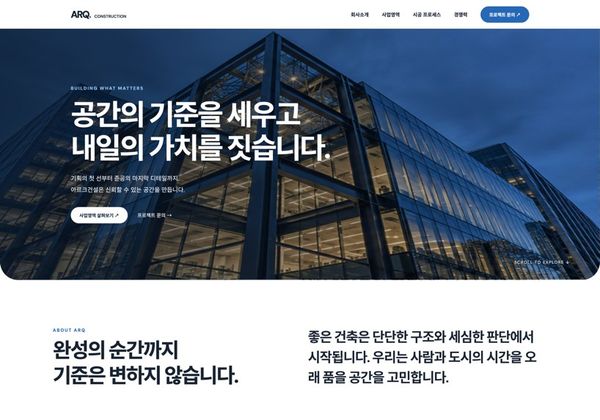 ARQ. CONSTRUCTION
회사소개 사업영역 시공 프로세스 경쟁력 프로젝트 문의 ↗
BUILDING WHAT MATTERS
공간의 기준을 세우고
내일의 가치를 짓습니다.
기획의 첫 선부터 준공의 마지막 디테일까지.
아르크건설은 신뢰할 수 있는 공간을 만듭니다.
사업영역 살펴보기 ↗ 프로젝트 문의 →
SCROLL TO EXPLORE ↓
ABOUT ARQ
완성의 순간까지
기준은 변하지 않습니다.
좋은 건축은 단단한 구조와 세심한 판단에서
시작됩니다. 우리는 사람과 도시의 시간을 오
래 품을 공간을 고민합니다.